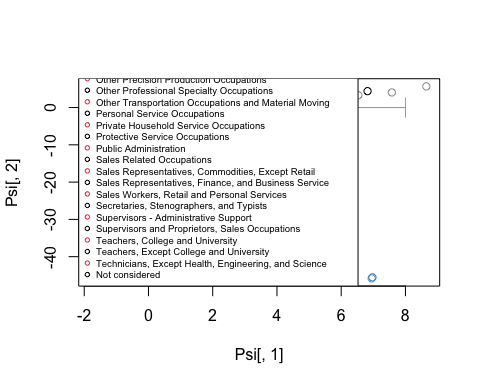 Other Precision Production Occupations
Other Professional Specialty Occupations
Other Transportation Occupations and Material Moving
Personal Service Occupations
Private Household Service Occupations
Protective Service Occupations
Public Administration
Sales Related Occupations
Sales Representatives, Commodities, Except Retail
Sales Representatives, Finance, and Business Service
Sales Workers, Retail and Personal Services
Secretaries, Stenographers, and Typists
Supervisors - Administrative Support
Supervisors and Proprietors, Sales Occupations
Teachers, College and University
Teachers, Except College and University
Technicians, Except Health, Engineering, and Science
Not considered
0
-10
-20
-30
-40
Psi[, 2]
-2 0 2 4 6 8
Psi[, 1]